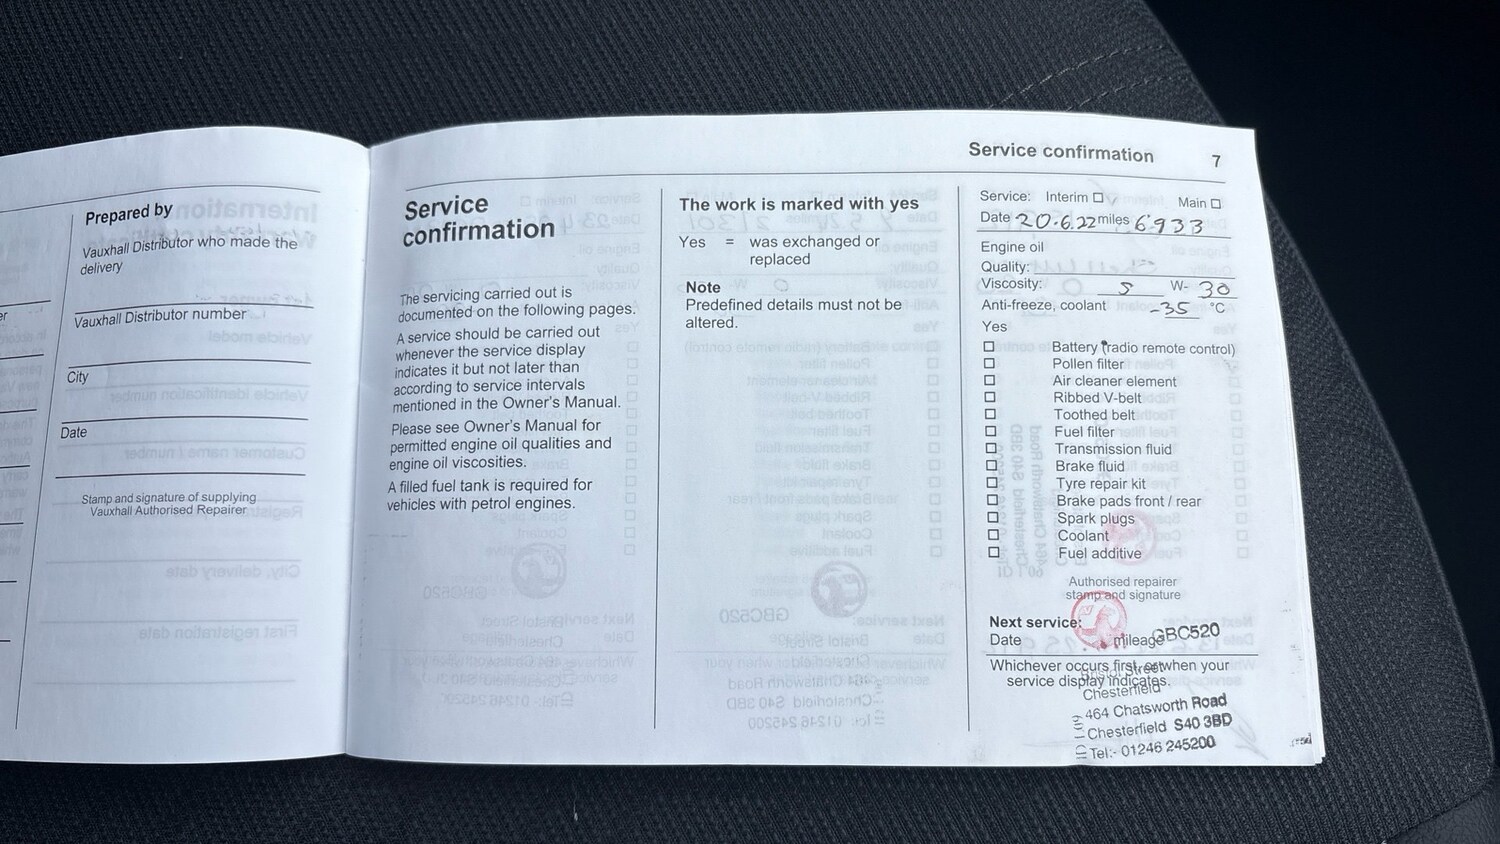 Service confirmation 7
Prepared by
Vauxhall Distributor who made the
delivery
Vauxhall Distributor number
City
Date
Stamp and signature of supplying
Vauxhall Authorised Repairer
Service
confirmation
The servicing carried out is
documented on the following pages.
A service should be carried out
whenever the service display
indicates it but not later than
according to service intervals
mentioned in the Owner's Manual.
Please see Owner's Manual for
permitted engine oil qualities and
engine oil viscosities.
A filled fuel tank is required for
vehicles with petrol engines.
The work is marked with yes
Yes = was exchanged or
replaced
Note
Predefined details must not be
altered.
Service: Interim Main
Date 20.6.22 miles 6933
Engine oil
Quality:
Viscosity: 5 W- 30
Anti-freeze, coolant -35 °C
Yes
Battery (radio remote control)
Pollen filter
Air cleaner element
Ribbed V-belt
Toothed belt
Fuel filter
Transmission fluid
Brake fluid
Tyre repair kit
Brake pads front / rear
Spark plugs
Coolant
Fuel additive
Authorised repairer
stamp and signature
Next service:
Date mileage
GBC520
Whichever occurs first or when your
service display indicates.
Bristol Street
Chesterfield
464 Chatsworth Road
Chesterfield S40 3BD
Tel:- 01246 245200